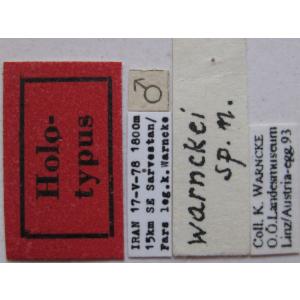 Holo-
typus
♂
IRAN 17-V-78 1800m
15km SE Sarvestan/
Fars leg.K.Warncke
warnckei
sp. n.
Coll. K. WARNCKE
O.Ö.Landesmuseum
Linz/Austria-egg.93